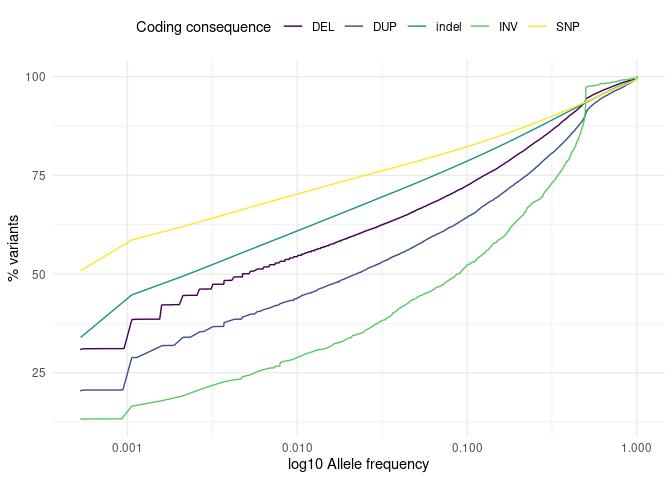 Coding consequence DEL DUP indel INV SNP
100
75
50
25
% variants
0.001 0.010 0.100 1.000
log10 Allele frequency